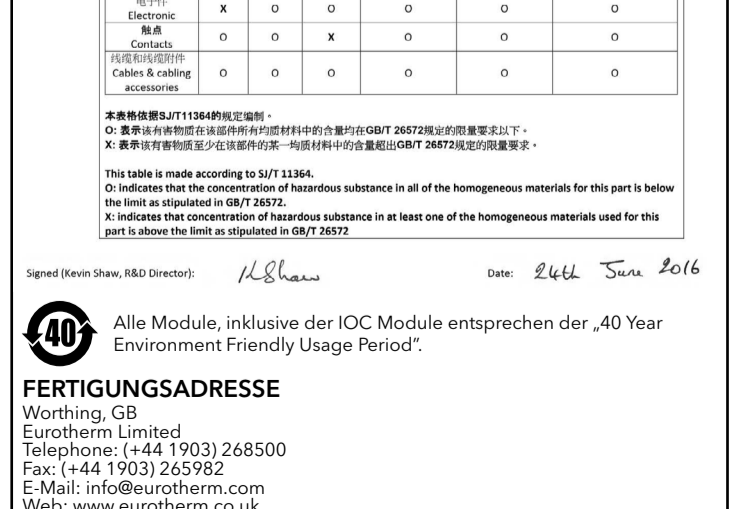 电子件
Electronic X O O O O O
触点
Contacts O O X O O O
线缆和线缆附件
Cables & cabling accessories O O O O O O
本表格依据SJ/T11364的规定编制。
O: 表示该有害物质在该部件所有均质材料中的含量均在GB/T 26572规定的限量要求以下。
X: 表示该有害物质至少在该部件的某一均质材料中的含量超出GB/T 26572规定的限量要求。
This table is made according to SJ/T 11364.
O: indicates that the concentration of hazardous substance in all of the homogeneous materials for this part is below
the limit as stipulated in GB/T 26572.
X: indicates that concentration of hazardous substance in at least one of the homogeneous materials used for this
part is above the limit as stipulated in GB/T 26572
Signed (Kevin Shaw, R&D Director): KShaw Date: 24th June 2016
40
Alle Module, inklusive der IOC Module entsprechen der „40 Year
Environment Friendly Usage Period”.
FERTIGUNGSADRESSE
Worthing, GB
Eurotherm Limited
Telephone: (+44 1903) 268500
Fax: (+44 1903) 265982
E-Mail: info@eurotherm.com
Web: www.eurotherm.co.uk